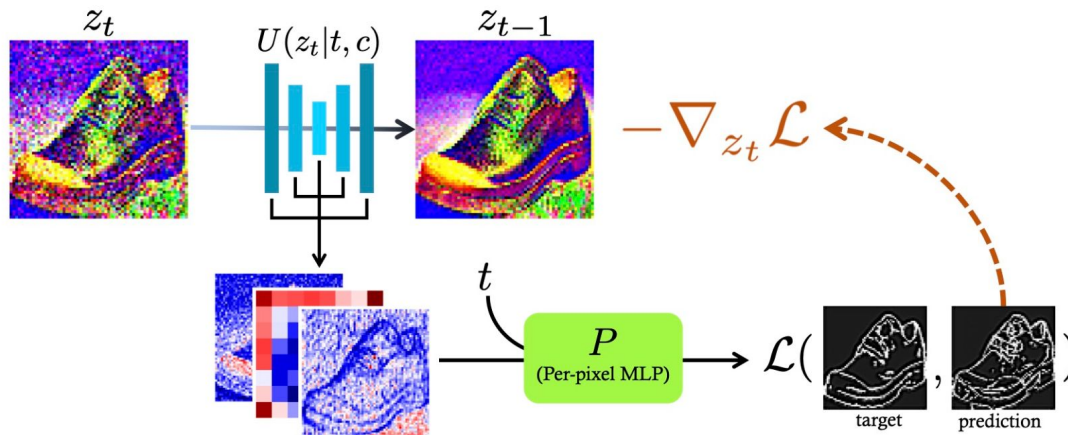 z_t
U(z_t|t, c)
z_{t−1}
−∇_{z_t} ℒ
t
P
(Per-pixel MLP)
ℒ( , )
target
prediction